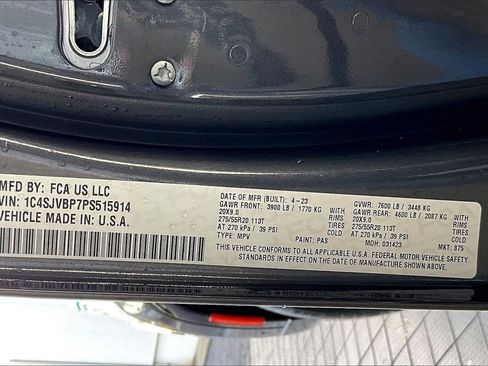 MFD BY: FCA US LLC
VIN: 1C4SJVBP7PS515914
VEHICLE MADE IN: U.S.A.
DATE OF MFR (BUILT): 4-23
GVWR: 7600 LB / 3448 KG
GAWR FRONT: 3900 LB / 1770 KG
GAWR REAR: 4600 LB / 2087 KG
20X9.0 RIMS 20X9.0 RIMS
275/55R20 113T TIRES 275/55R20 113T TIRES
AT 270 kPa / 39 PSI COLD AT 270 kPa / 39 PSI COLD
TYPE: MPV PAINT: PAS MDH: 031423 MKT: 875
THIS VEHICLE CONFORMS TO ALL APPLICABLE U.S.A. FEDERAL MOTOR VEHICLE SAFETY
STANDARDS IN EFFECT ON THE DATE OF MANUFACTURE SHOWN ABOVE.